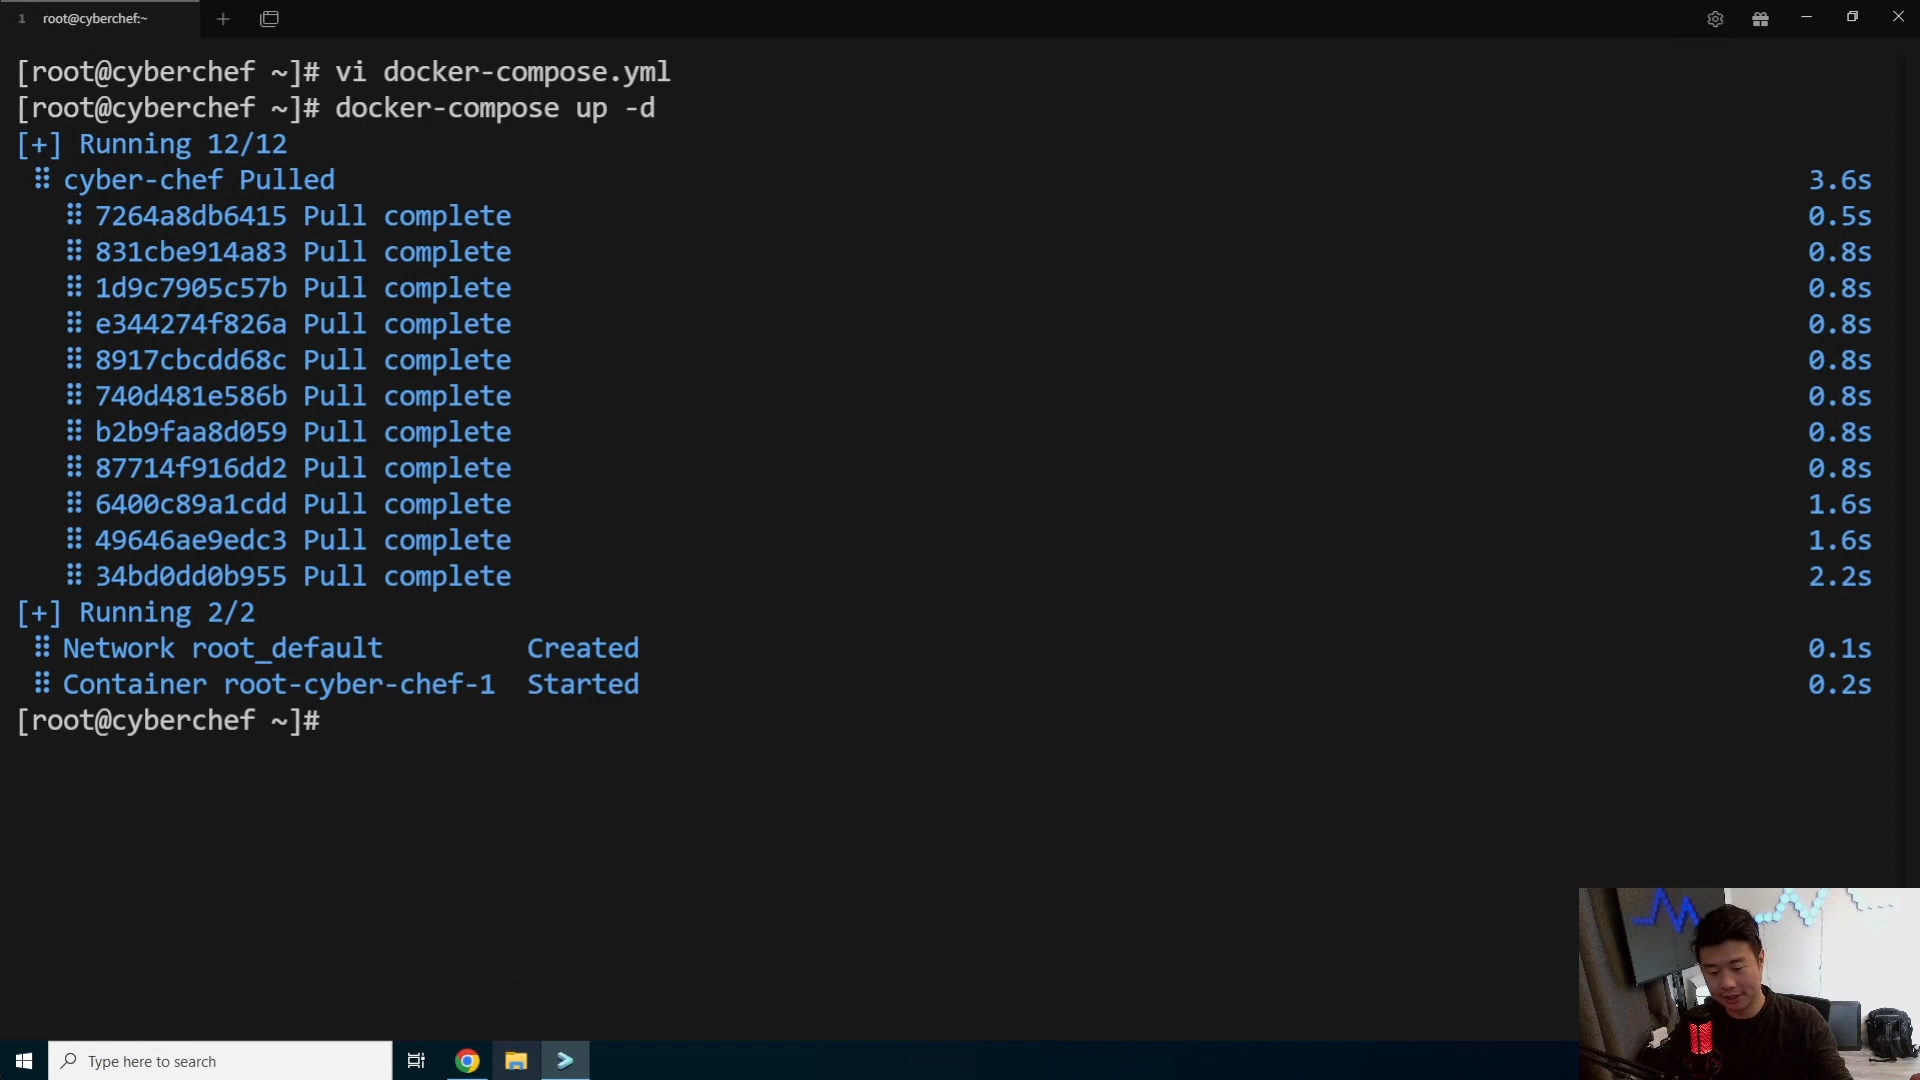 1 root@cyberchef:~
[root@cyberchef ~]# vi docker-compose.yml
[root@cyberchef ~]# docker-compose up -d
[+] Running 12/12
cyber-chef Pulled 3.6s
7264a8db6415 Pull complete 0.5s
831cbe914a83 Pull complete 0.8s
1d9c7905c57b Pull complete 0.8s
e344274f826a Pull complete 0.8s
8917cbcdd68c Pull complete 0.8s
740d481e586b Pull complete 0.8s
b2b9faa8d059 Pull complete 0.8s
87714f916dd2 Pull complete 0.8s
6400c89a1cdd Pull complete 1.6s
49646ae9edc3 Pull complete 1.6s
34bd0dd0b955 Pull complete 2.2s
[+] Running 2/2
Network root_default Created 0.1s
Container root-cyber-chef-1 Started 0.2s
[root@cyberchef ~]#
Type here to search